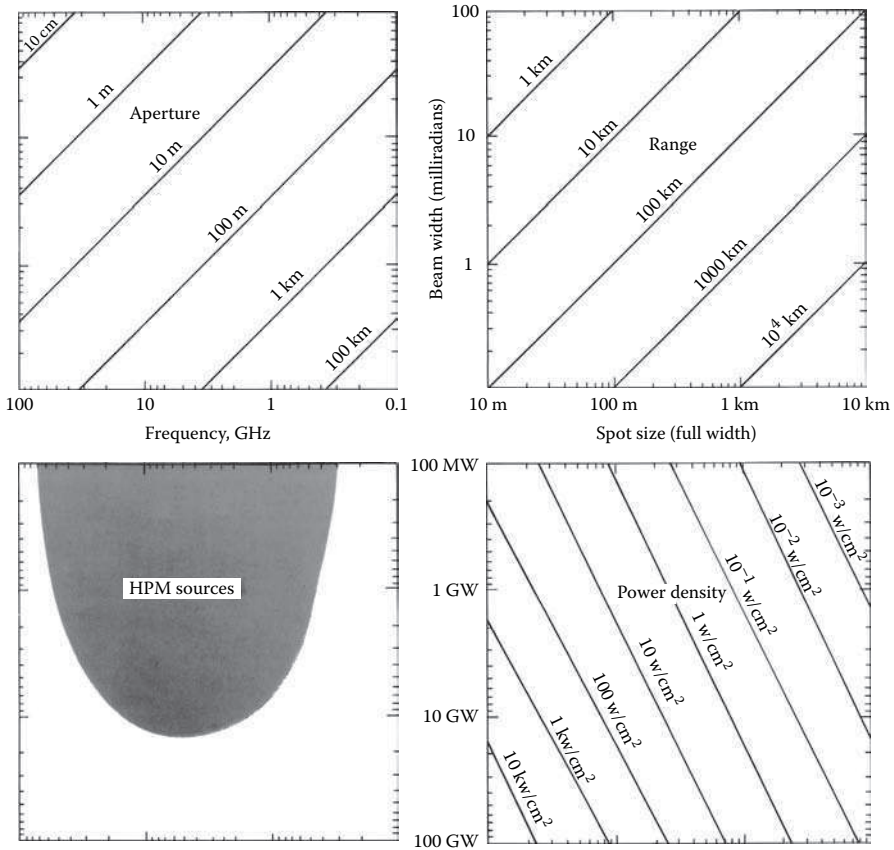 10 cm
1 m
Aperture
10 m
100 m
1 km
100 km
100
10
1
0.1
Frequency, GHz
100
10
1
Beam width (milliradians)
1 km
10 km
Range
100 km
1000 km
10⁴ km
10 m
100 m
1 km
10 km
Spot size (full width)
HPM sources
100 MW
1 GW
10 GW
100 GW
10⁻³ w/cm²
10⁻² w/cm²
Power density
10⁻¹ w/cm²
1 w/cm²
10 w/cm²
100 w/cm²
1 kw/cm²
10 kw/cm²